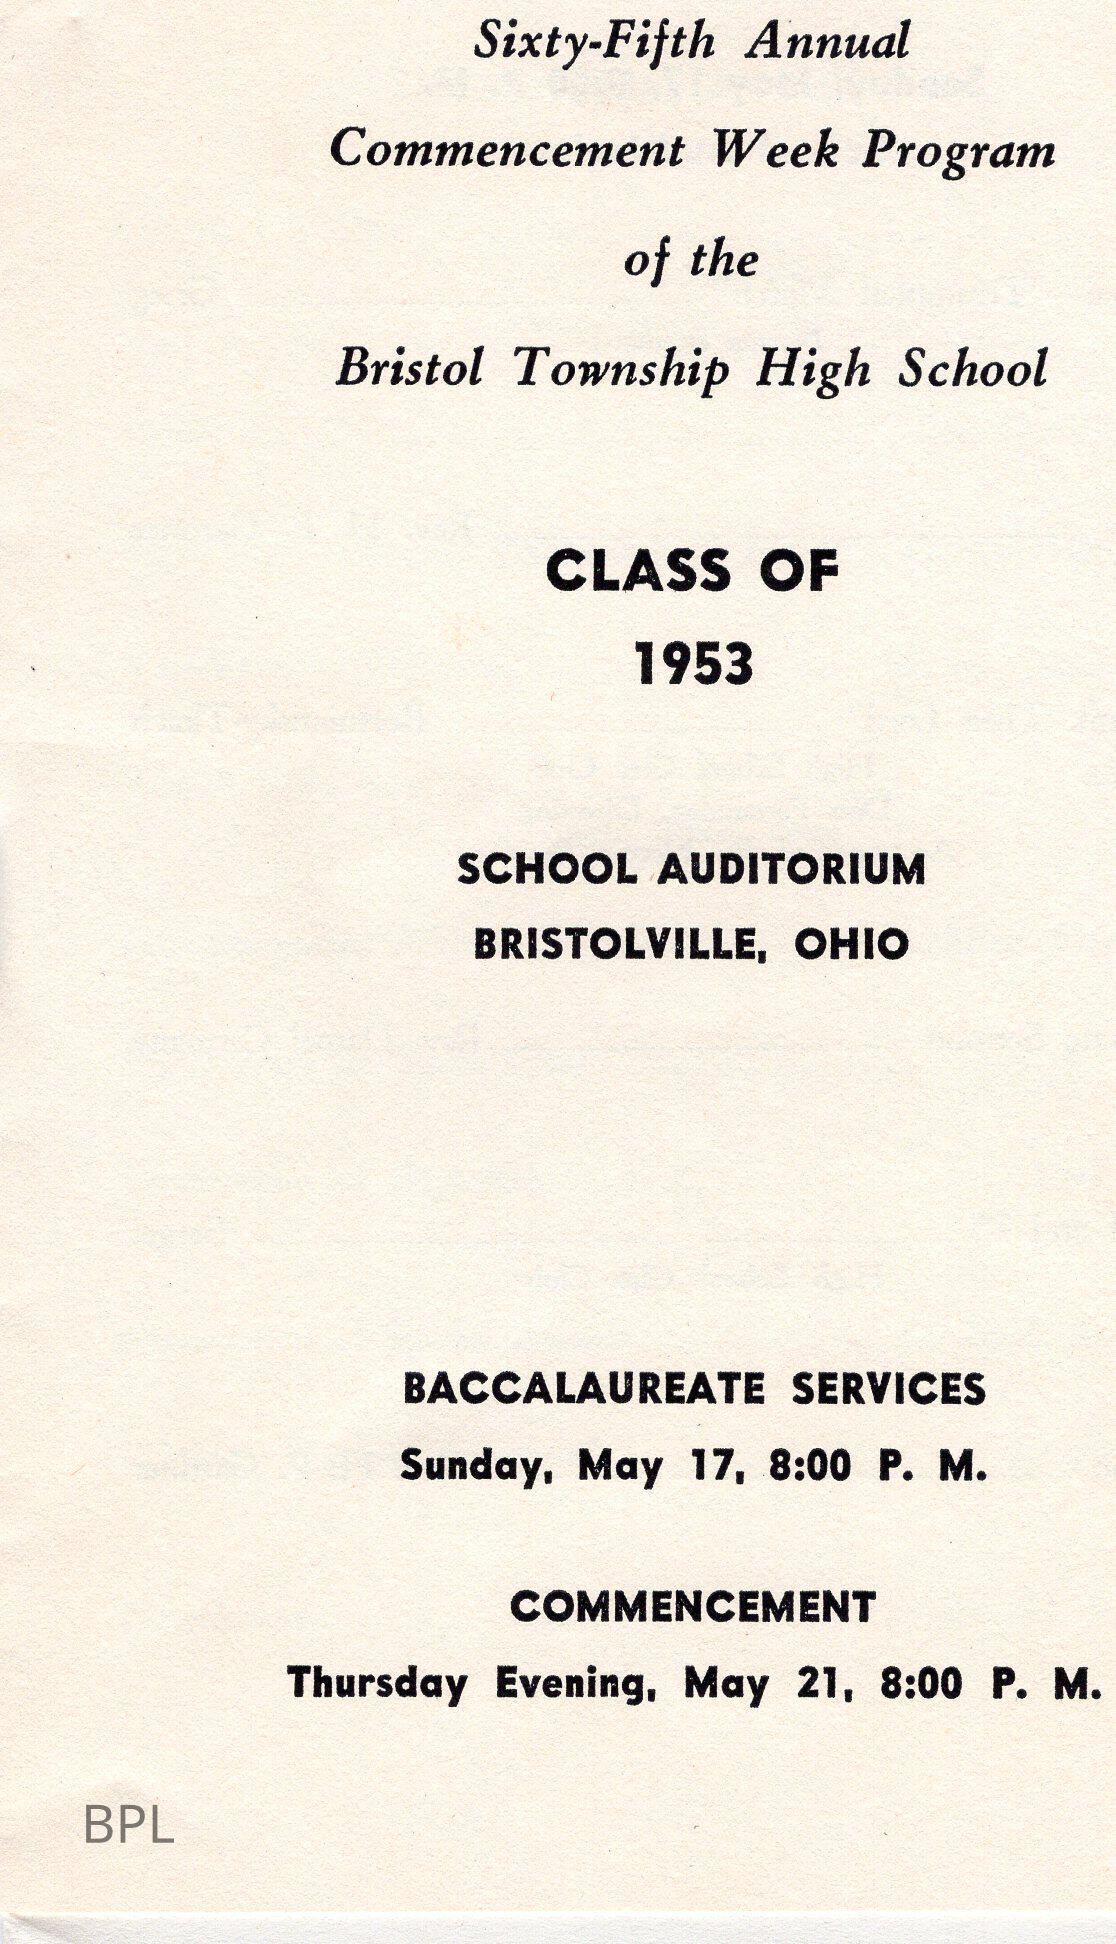 Sixty-Fifth Annual
Commencement Week Program
of the
Bristol Township High School
CLASS OF
1953
SCHOOL AUDITORIUM
BRISTOLVILLE, OHIO
BACCALAUREATE SERVICES
Sunday, May 17, 8:00 P. M.
COMMENCEMENT
Thursday Evening, May 21, 8:00 P. M.
BPL